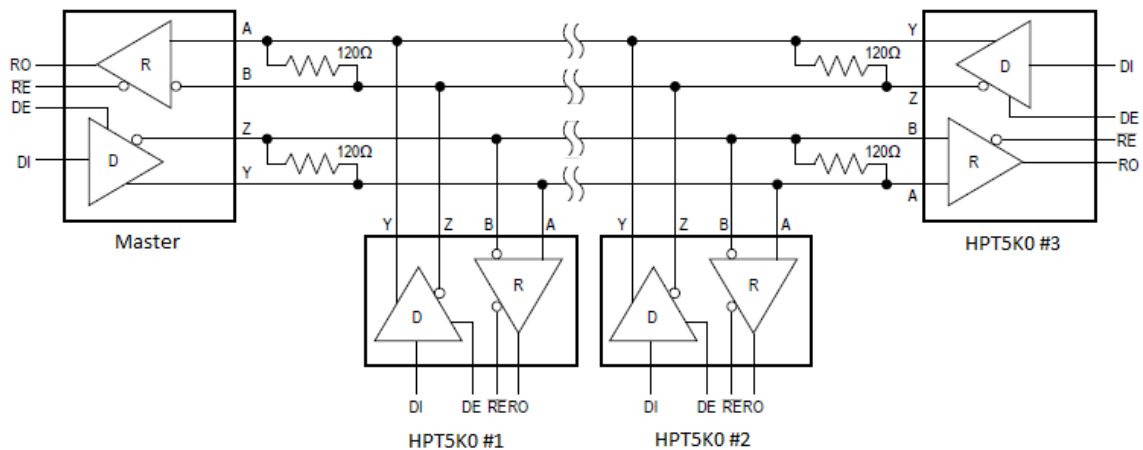 A
120Ω
120Ω
Y
RO
R
B
D
DI
RE
Z
DE
Z
B
DE
D
120Ω
120Ω
RE
DI
R
RO
Y
A
Y
Z
B
A
Y
Z
B
A
Master
HPT5K0 #3
R
R
D
D
DI
DE
RE
RO
DI
DE
RE
RO
HPT5K0 #1
HPT5K0 #2